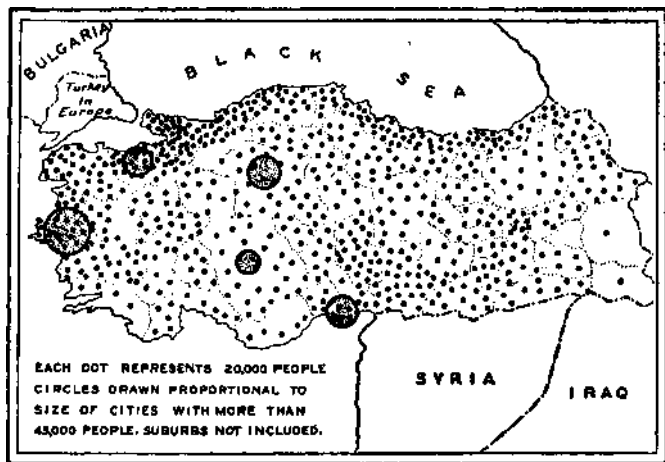 BULGARIA
BLACK SEA
Turkey
in
Europe
EACH DOT REPRESENTS 20,000 PEOPLE
CIRCLES DRAWN PROPORTIONAL TO
SIZE OF CITIES WITH MORE THAN
45,000 PEOPLE. SUBURBS NOT INCLUDED.
SYRIA
IRAQ